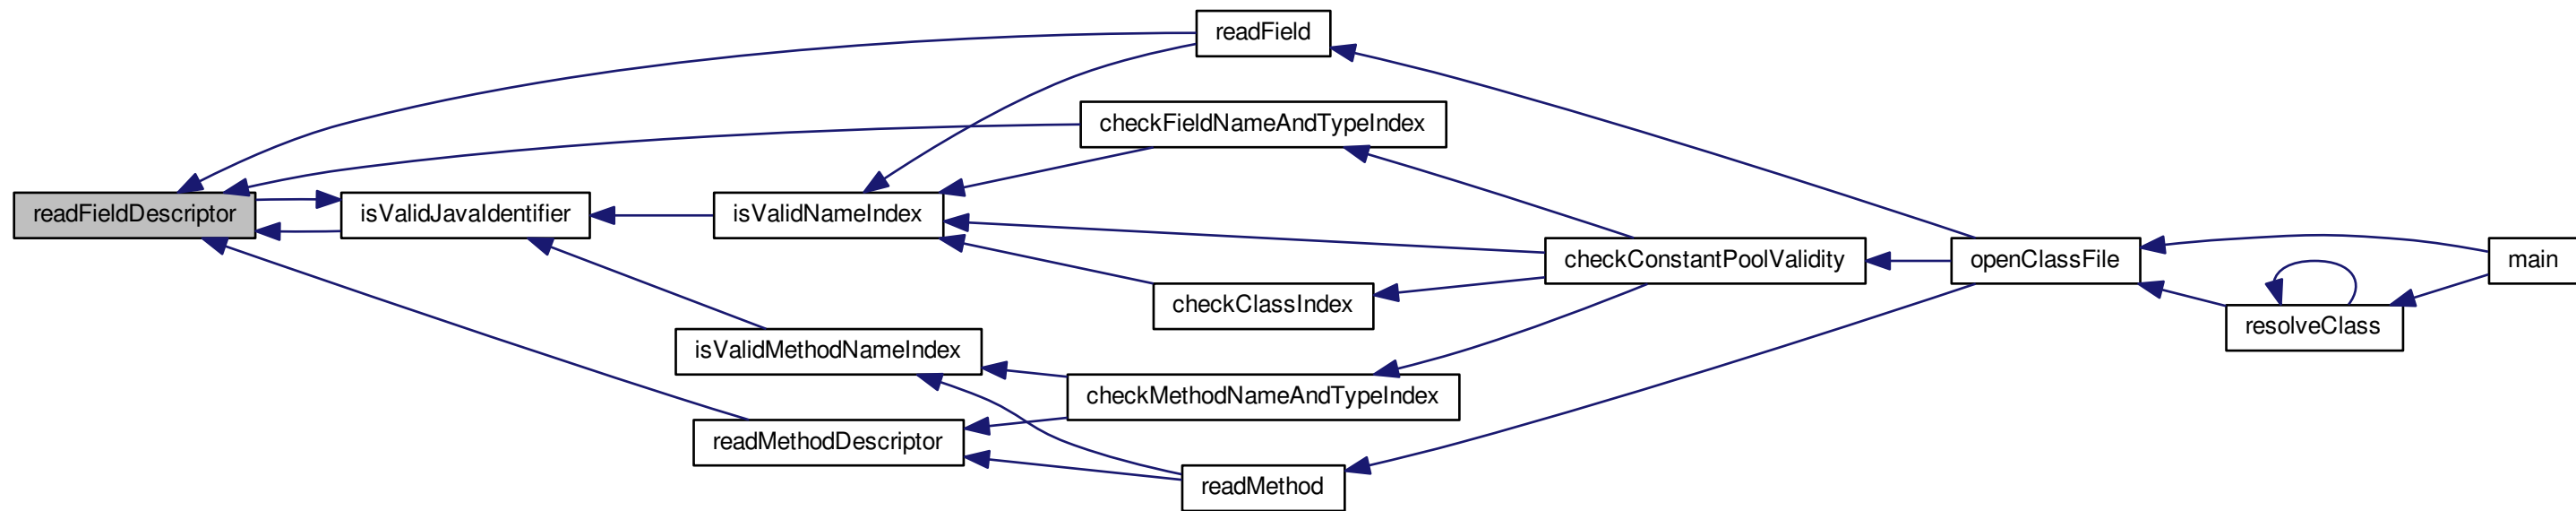 readField
checkFieldNameAndTypeIndex
readFieldDescriptor
isValidJavaIdentifier
isValidNameIndex
checkConstantPoolValidity
openClassFile
main
checkClassIndex
resolveClass
isValidMethodNameIndex
checkMethodNameAndTypeIndex
readMethodDescriptor
readMethod